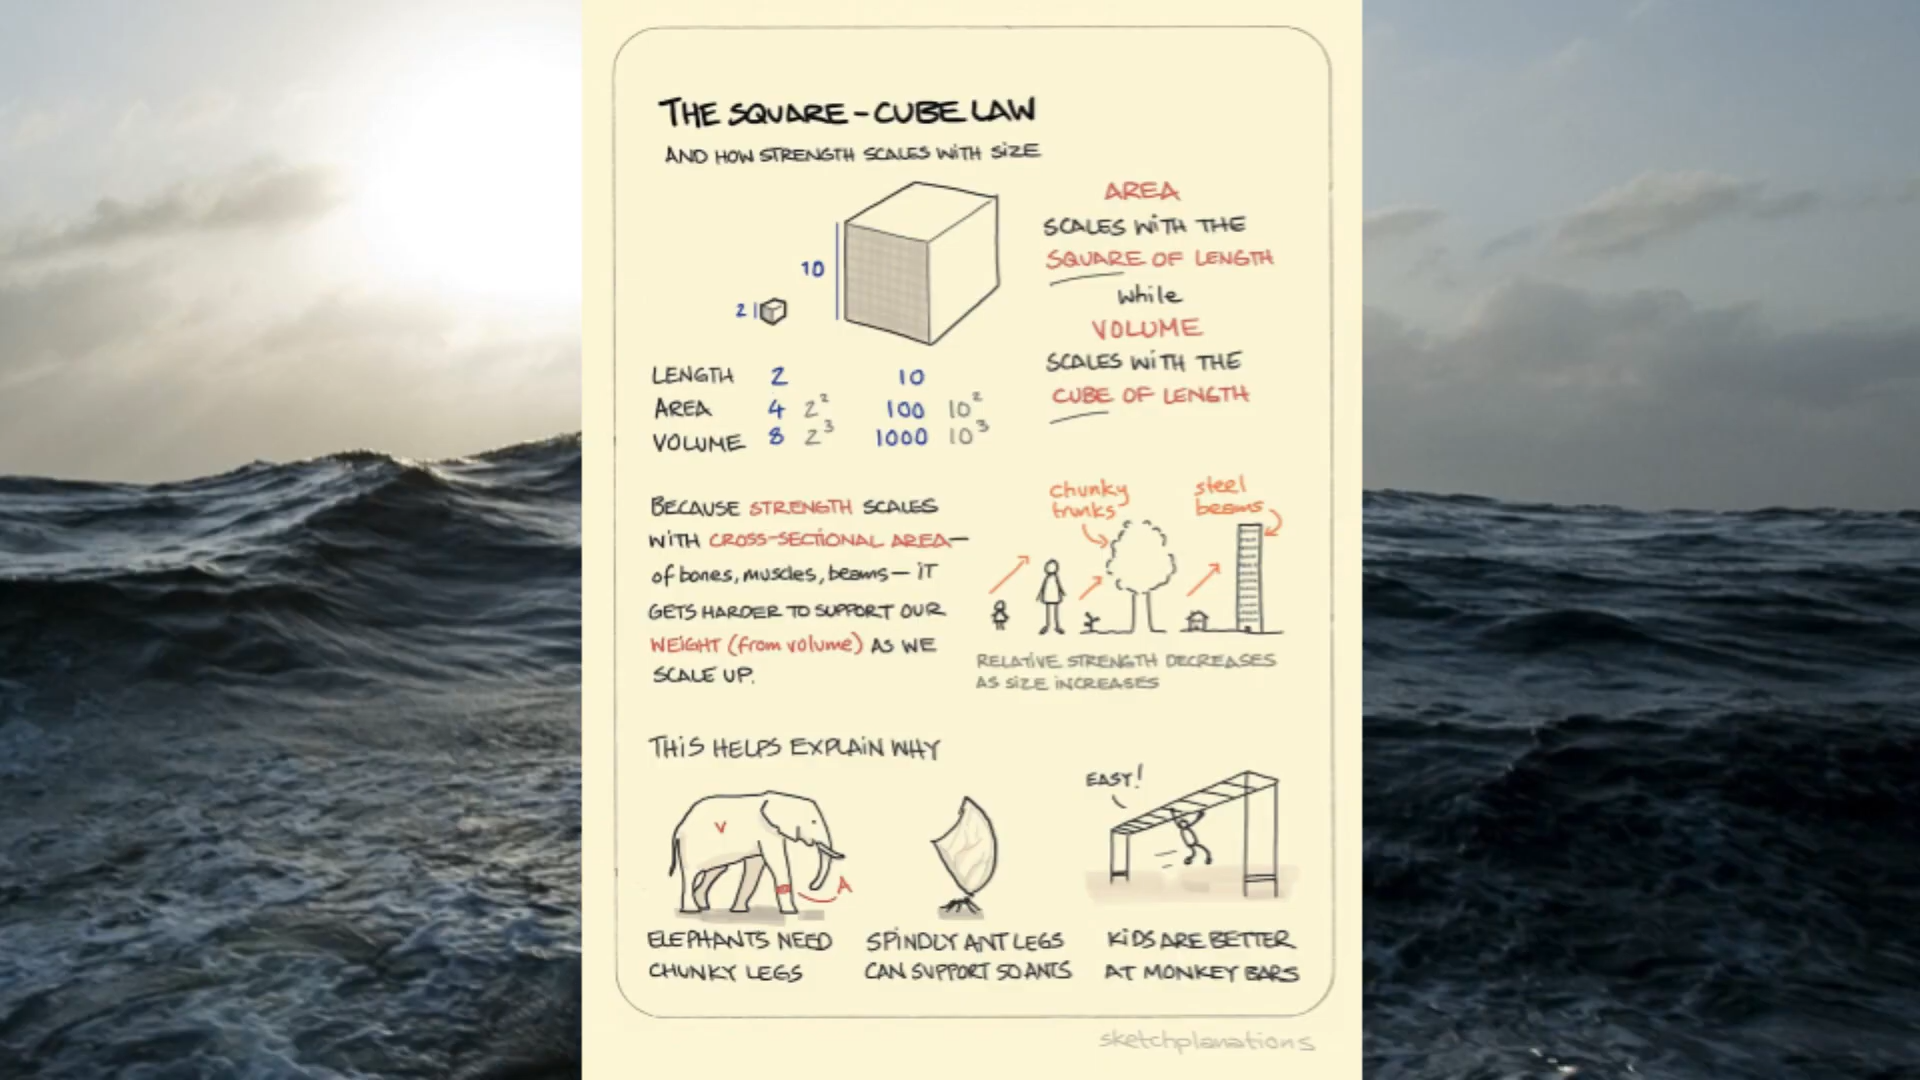 THE SQUARE-CUBE LAW
AND HOW STRENGTH SCALES WITH SIZE
AREA
SCALES WITH THE
SQUARE OF LENGTH
while
VOLUME
SCALES WITH THE
CUBE OF LENGTH
10
2
LENGTH 2 10
AREA 4 2² 100 10²
VOLUME 8 2³ 1000 10³
BECAUSE STRENGTH SCALES
WITH CROSS-SECTIONAL AREA—
of bones, muscles, beams— IT
GETS HARDER TO SUPPORT OUR
WEIGHT (from volume) AS WE
SCALE UP.
chunky
trunks
steel
beams
RELATIVE STRENGTH DECREASES
AS SIZE INCREASES
THIS HELPS EXPLAIN WHY
V
A
EASY!
ELEPHANTS NEED
CHUNKY LEGS
SPINDLY ANT LEGS
CAN SUPPORT 50 ANTS
KIDS ARE BETTER
AT MONKEY BARS
sketchplanations